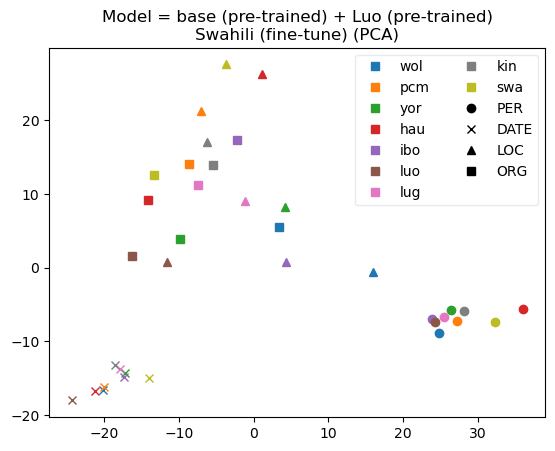 Model = base (pre-trained) + Luo (pre-trained)
Swahili (fine-tune) (PCA)
wol
pcm
yor
hau
ibo
luo
lug
kin
swa
PER
DATE
LOC
ORG
20
10
0
−10
−20
−20
−10
0
10
20
30